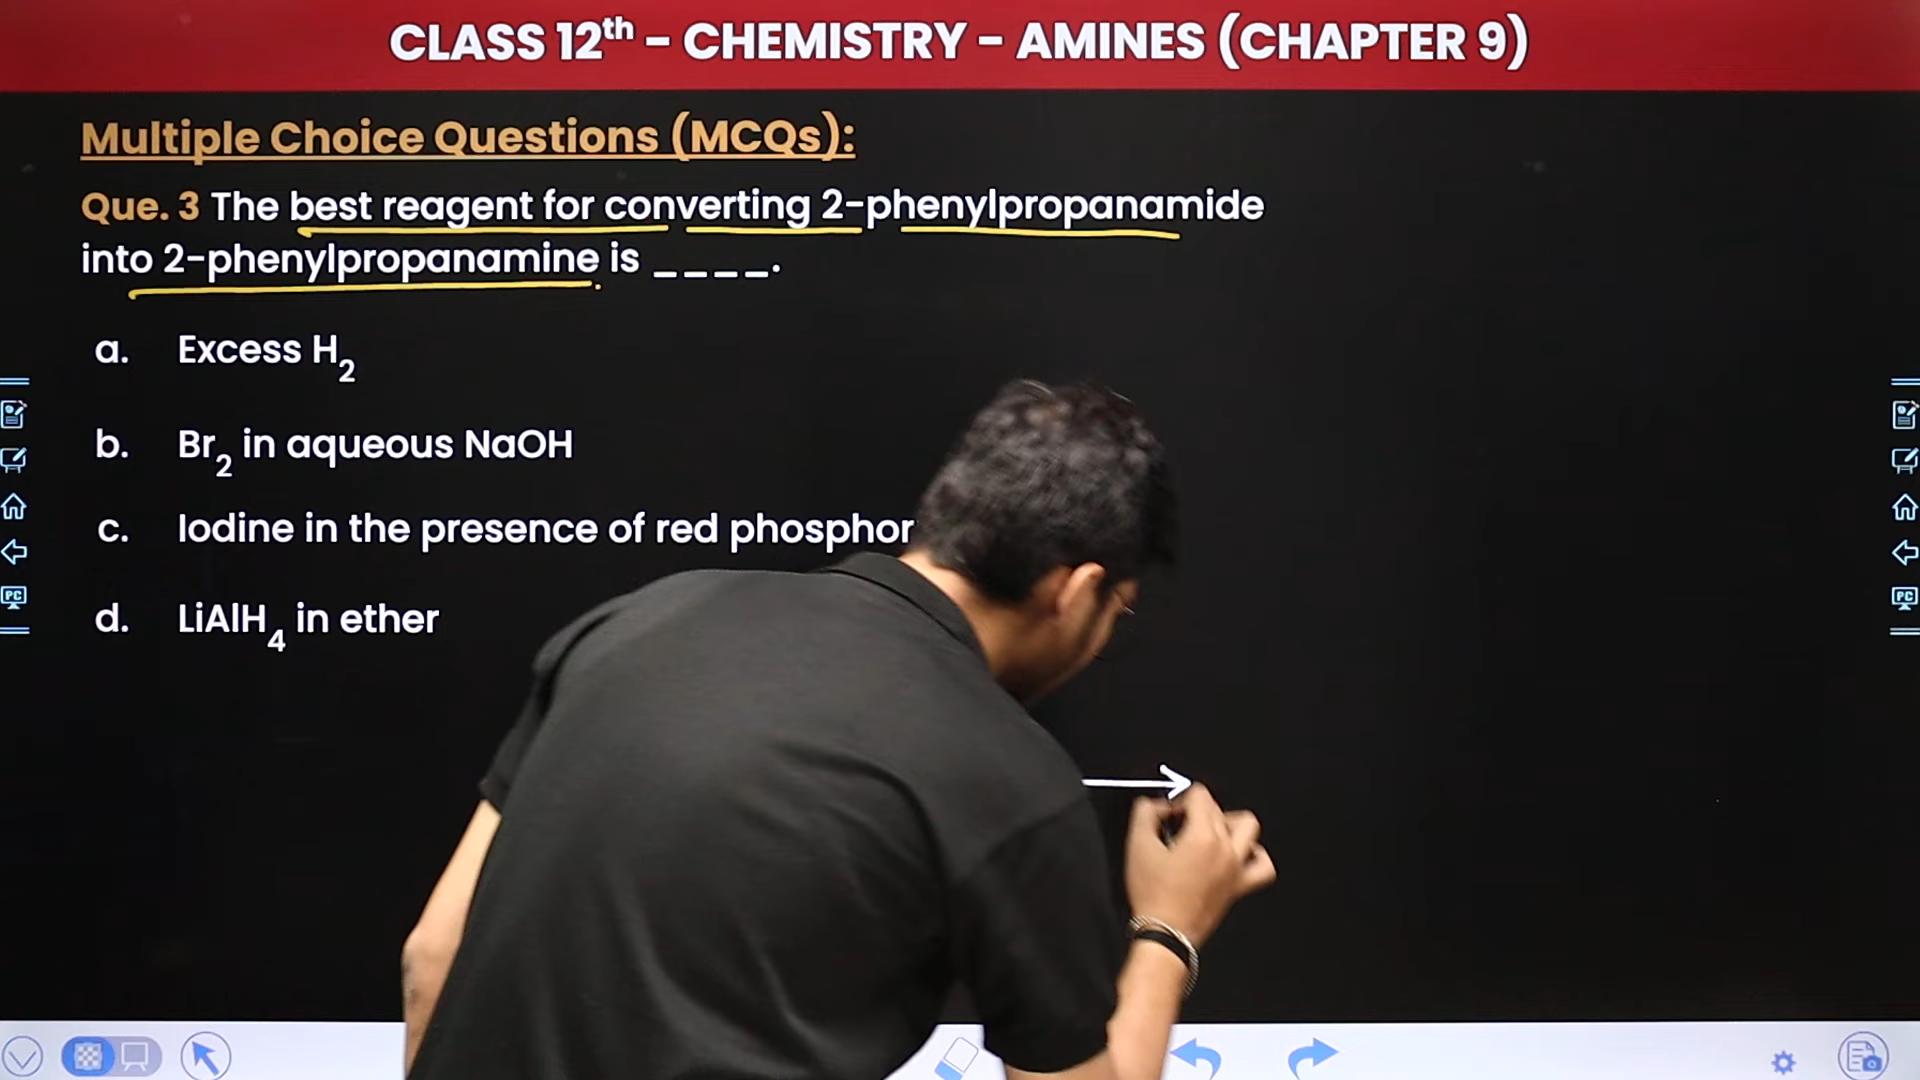 CLASS 12th - CHEMISTRY - AMINES (CHAPTER 9)
Multiple Choice Questions (MCQs):
Que. 3 The best reagent for converting 2-phenylpropanamide
into 2-phenylpropanamine is ____.
a. Excess H2
b. Br2 in aqueous NaOH
c. Iodine in the presence of red phosphor
d. LiAlH4 in ether
PC
PC